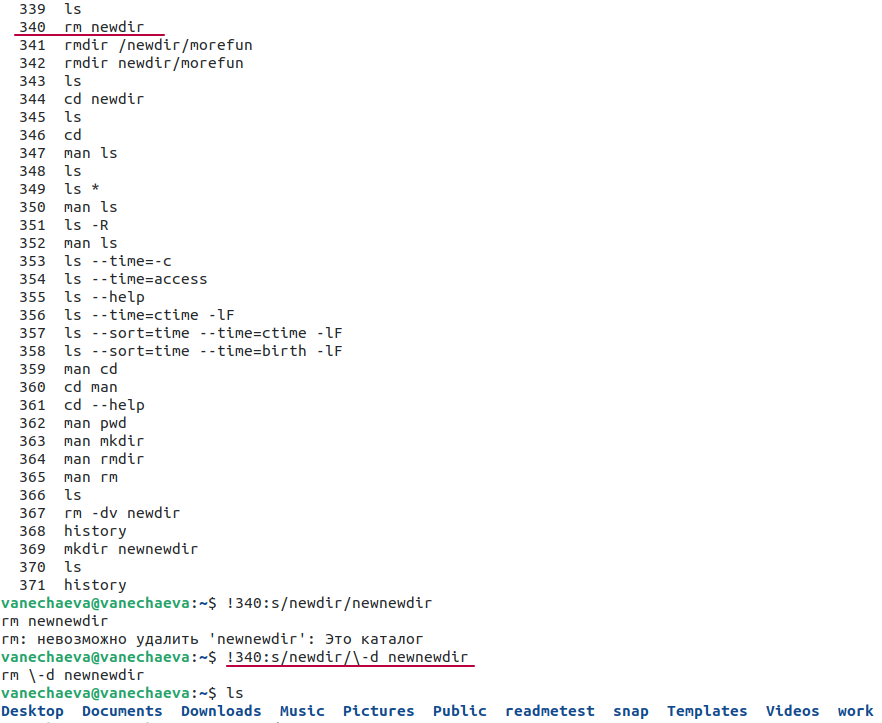 339 ls
340 rm newdir
341 rmdir /newdir/morefun
342 rmdir newdir/morefun
343 ls
344 cd newdir
345 ls
346 cd
347 man ls
348 ls
349 ls *
350 man ls
351 ls -R
352 man ls
353 ls --time=-c
354 ls --time=access
355 ls --help
356 ls --time=ctime -lF
357 ls --sort=time --time=ctime -lF
358 ls --sort=time --time=birth -lF
359 man cd
360 cd man
361 cd --help
362 man pwd
363 man mkdir
364 man rmdir
365 man rm
366 ls
367 rm -dv newdir
368 history
369 mkdir newnewdir
370 ls
371 history
vanechaeva@vanechaeva:~$ !340:s/newdir/newnewdir
rm newnewdir
rm: невозможно удалить 'newnewdir': Это каталог
vanechaeva@vanechaeva:~$ !340:s/newdir/\-d newnewdir
rm \-d newnewdir
vanechaeva@vanechaeva:~$ ls
Desktop Documents Downloads Music Pictures Public readmetest snap Templates Videos work